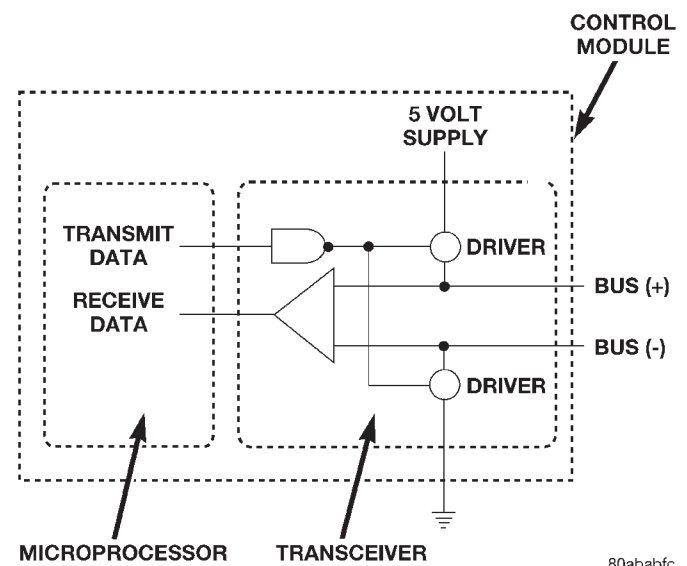 CONTROL
MODULE
5 VOLT
SUPPLY
TRANSMIT
DATA
DRIVER
RECEIVE
DATA
BUS (+)
BUS (-)
DRIVER
MICROPROCESSOR
TRANSCEIVER
80ababfc